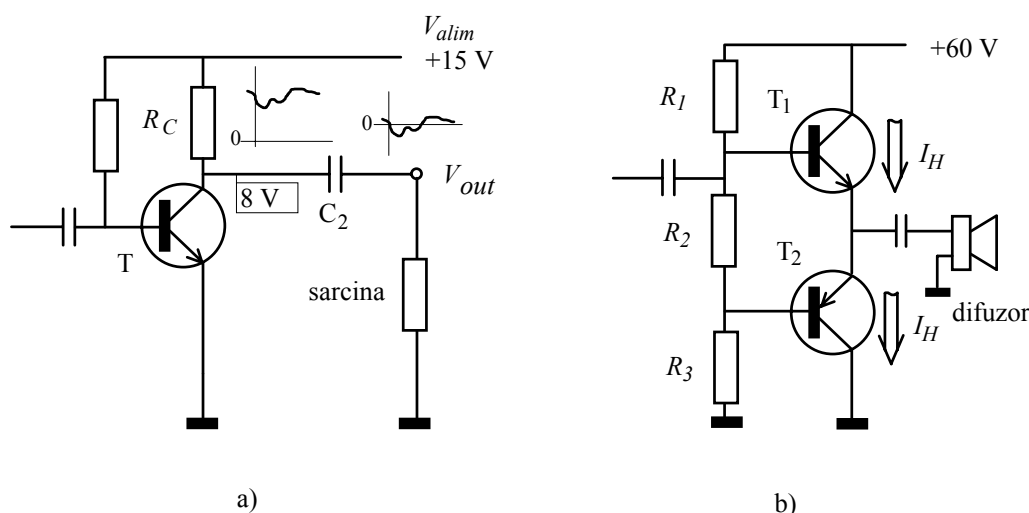 V_alim
+15 V
R_C
0
0
8 V
C_2
V_out
T
sarcina
a)
+60 V
R_1
T_1
I_H
R_2
T_2
difuzor
I_H
R_3
b)